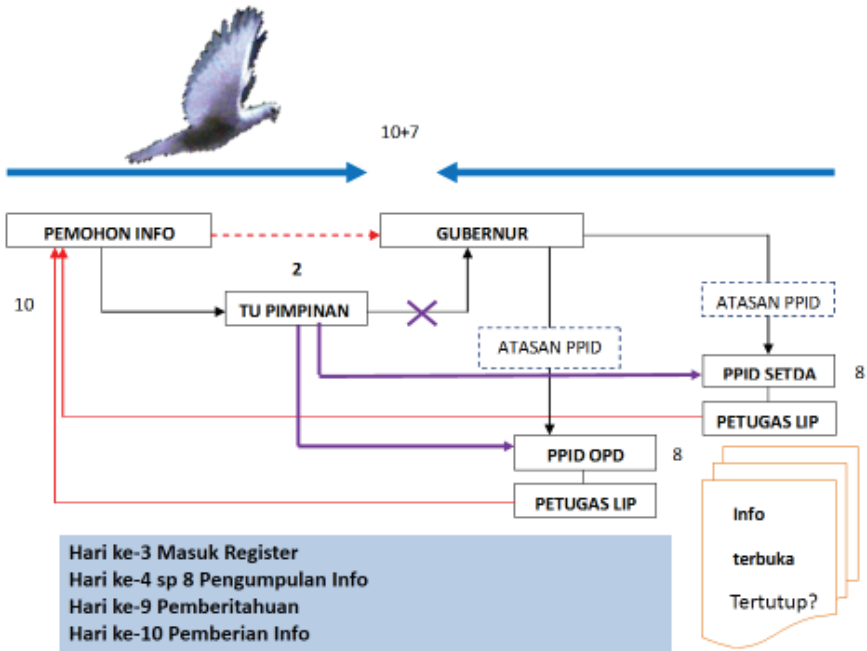 10+7
PEMOHON INFO
GUBERNUR
2
10
TU PIMPINAN
ATASAN PPID
ATASAN PPID
PPID SETDA
8
PETUGAS LIP
PPID OPD
8
PETUGAS LIP
Info
terbuka
Tertutup?
Hari ke-3 Masuk Register
Hari ke-4 sp 8 Pengumpulan Info
Hari ke-9 Pemberitahuan
Hari ke-10 Pemberian Info